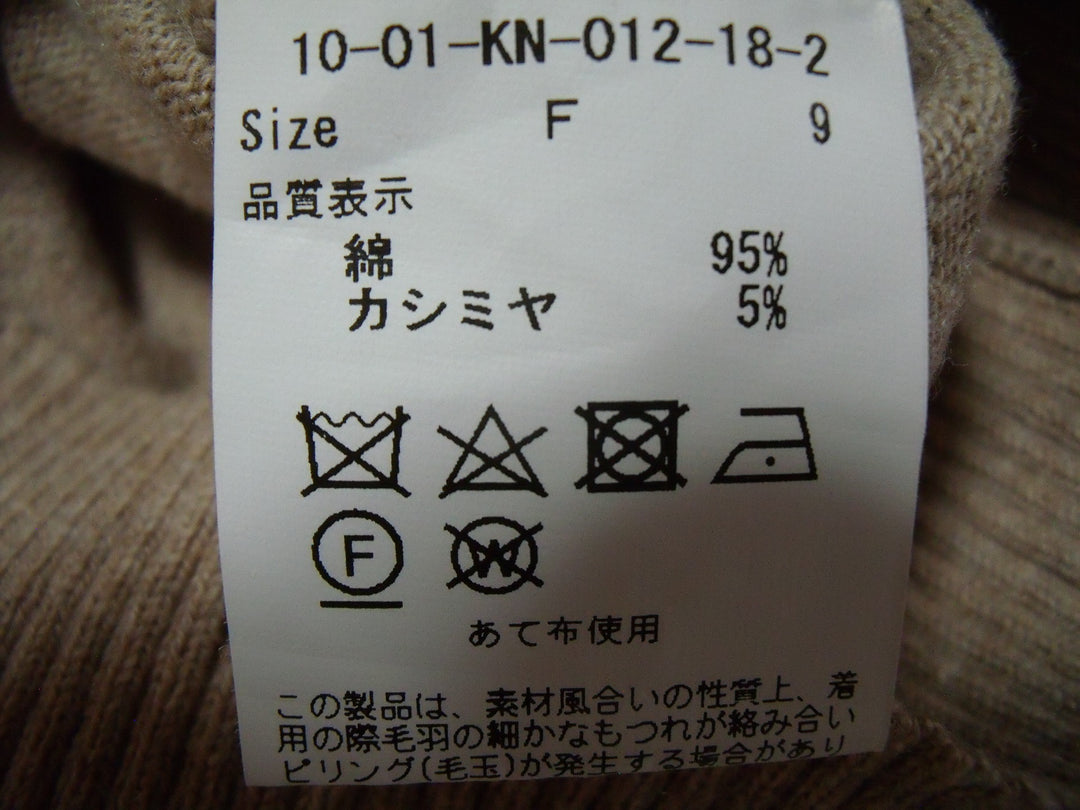 10-01-KN-012-18-2
Size F 9
品質表示
綿 95%
カシミヤ 5%
F
W
あて布使用
この製品は、素材風合いの性質上、着
用の際毛羽の細かなもつれが絡み合い
ピリング(毛玉)が発生する場合があり